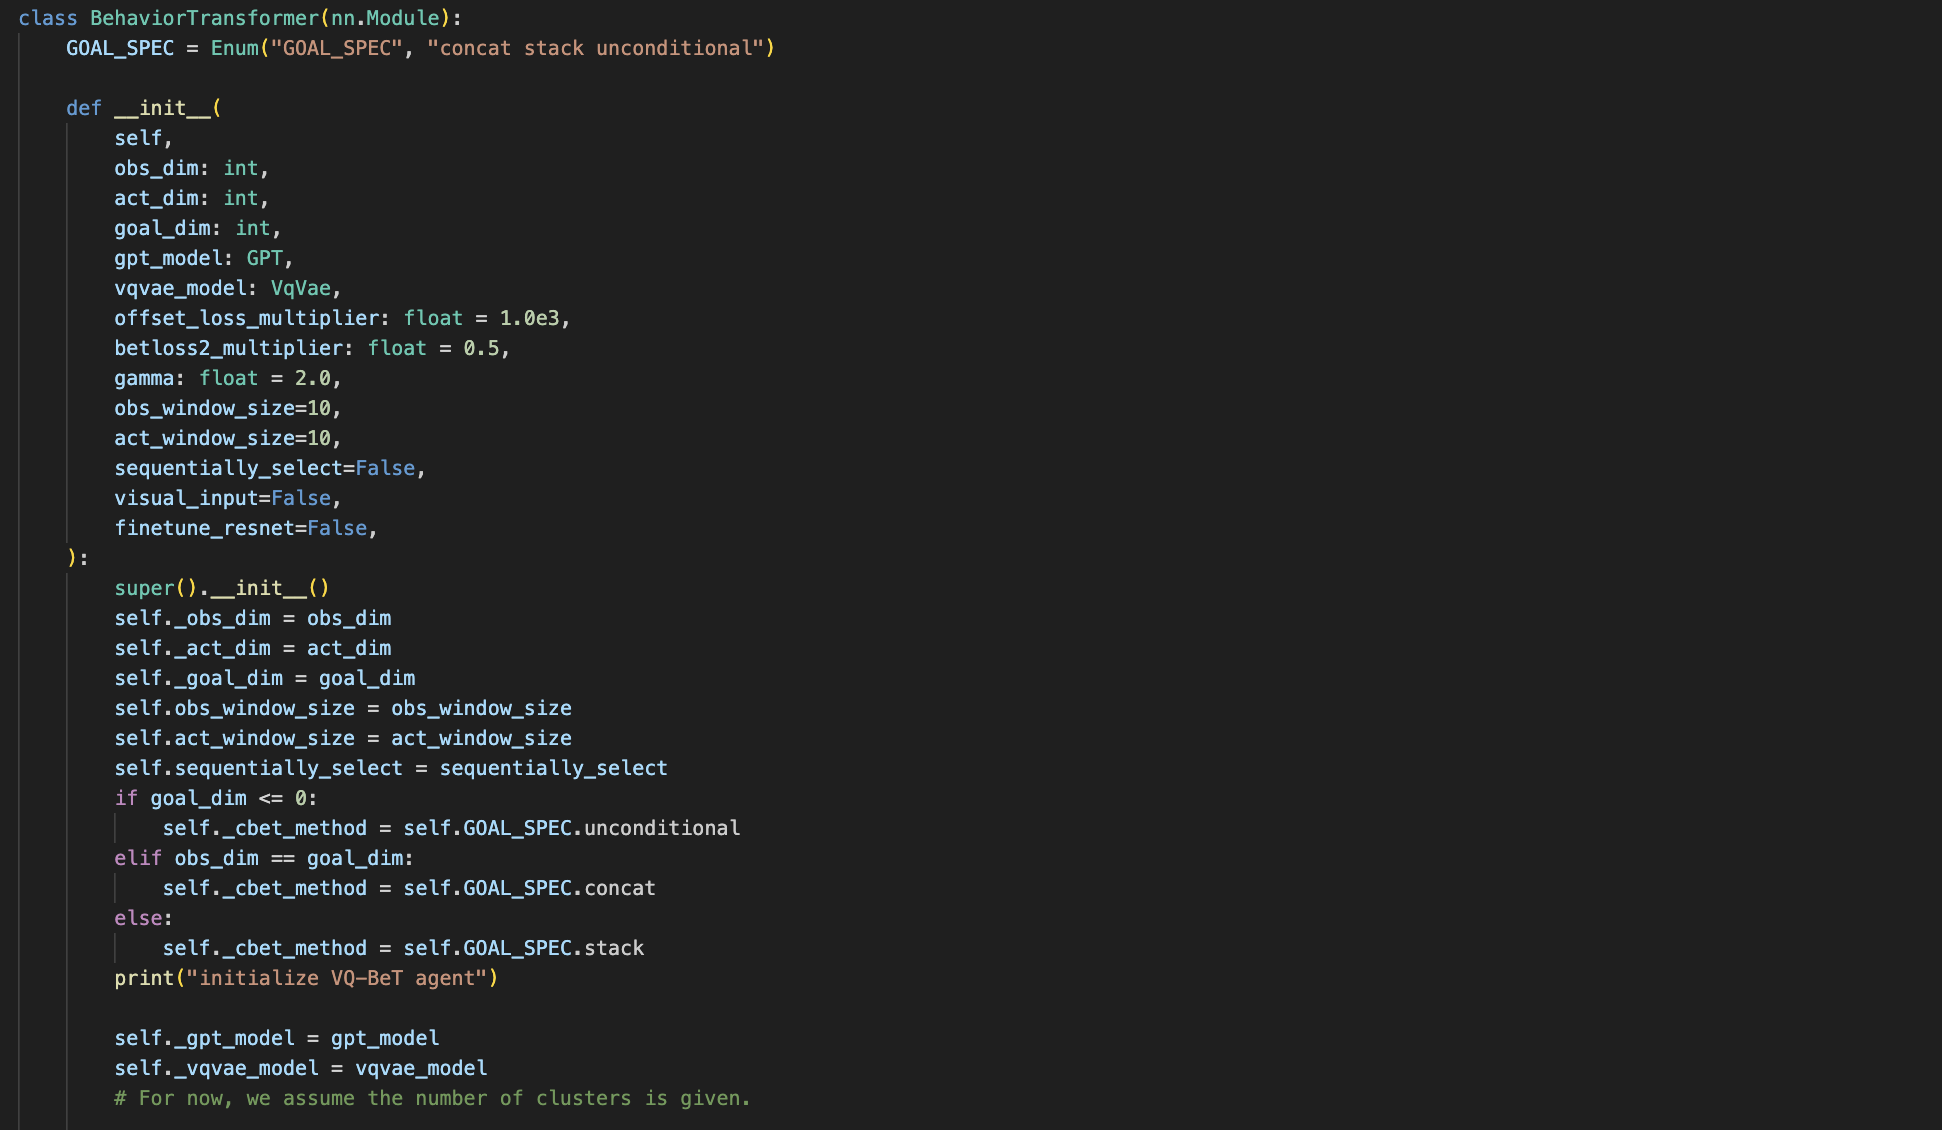 class BehaviorTransformer(nn.Module):
    GOAL_SPEC = Enum("GOAL_SPEC", "concat stack unconditional")

    def __init__(
        self,
        obs_dim: int,
        act_dim: int,
        goal_dim: int,
        gpt_model: GPT,
        vqvae_model: VqVae,
        offset_loss_multiplier: float = 1.0e3,
        betloss2_multiplier: float = 0.5,
        gamma: float = 2.0,
        obs_window_size=10,
        act_window_size=10,
        sequentially_select=False,
        visual_input=False,
        finetune_resnet=False,
    ):
        super().__init__()
        self._obs_dim = obs_dim
        self._act_dim = act_dim
        self._goal_dim = goal_dim
        self.obs_window_size = obs_window_size
        self.act_window_size = act_window_size
        self.sequentially_select = sequentially_select
        if goal_dim <= 0:
            self._cbet_method = self.GOAL_SPEC.unconditional
        elif obs_dim == goal_dim:
            self._cbet_method = self.GOAL_SPEC.concat
        else:
            self._cbet_method = self.GOAL_SPEC.stack
        print("initialize VQ-BeT agent")

        self._gpt_model = gpt_model
        self._vqvae_model = vqvae_model
        # For now, we assume the number of clusters is given.